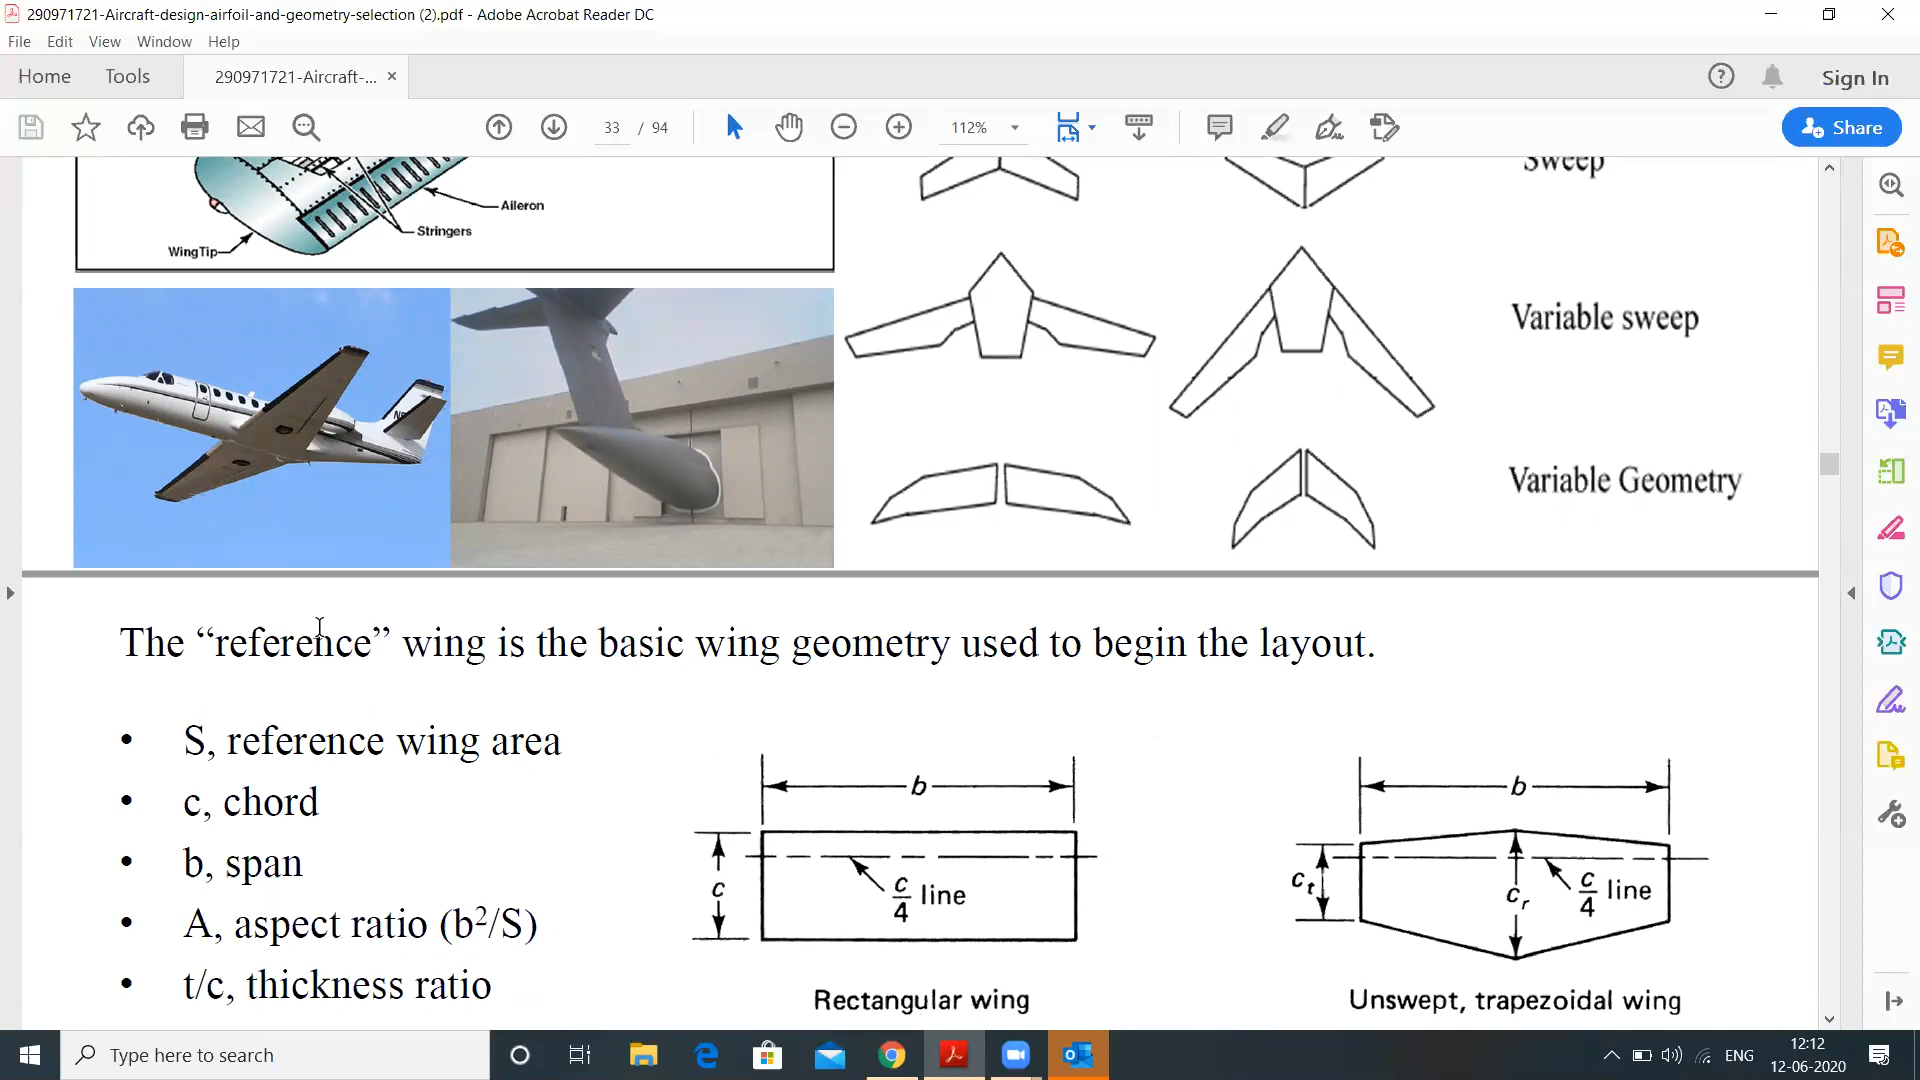 290971721-Aircraft-design-airfoil-and-geometry-selection (2).pdf - Adobe Acrobat Reader DC
File Edit View Window Help
Home Tools 290971721-Aircraft-... × Sign In
33 / 94 112% Share
Sweep
Aileron
Stringers
Wing Tip
Variable sweep
Variable Geometry
The “reference” wing is the basic wing geometry used to begin the layout.
• S, reference wing area
• c, chord
• b, span
• A, aspect ratio (b²/S)
• t/c, thickness ratio
b
c
c/4 line
Rectangular wing
b
c_t
c_r
c/4 line
Unswept, trapezoidal wing
Type here to search
ENG
12:12
12-06-2020